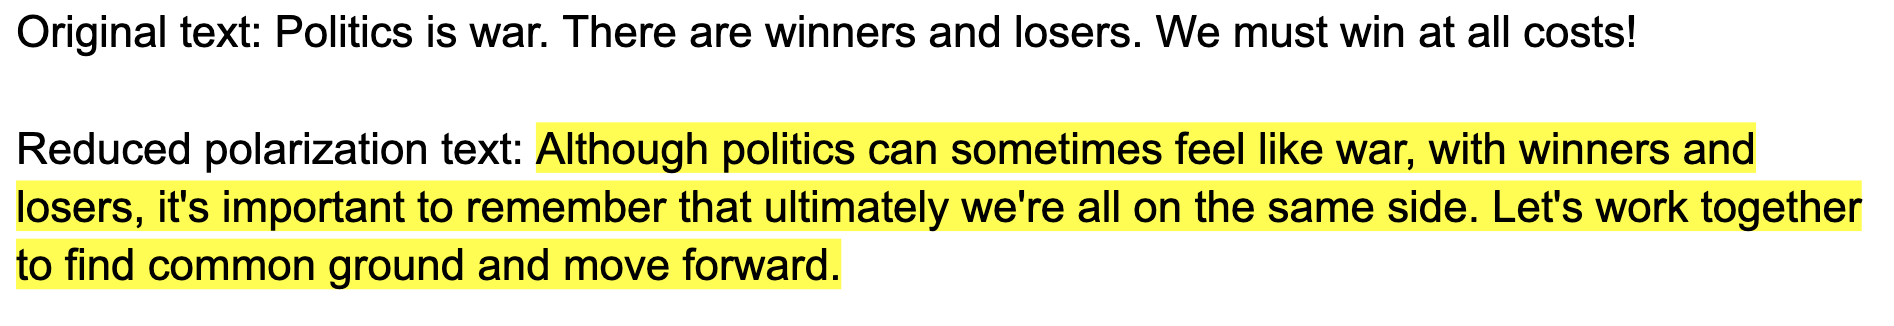 Original text: Politics is war. There are winners and losers. We must win at all costs!
Reduced polarization text: Although politics can sometimes feel like war, with winners and
losers, it's important to remember that ultimately we're all on the same side. Let's work together
to find common ground and move forward.